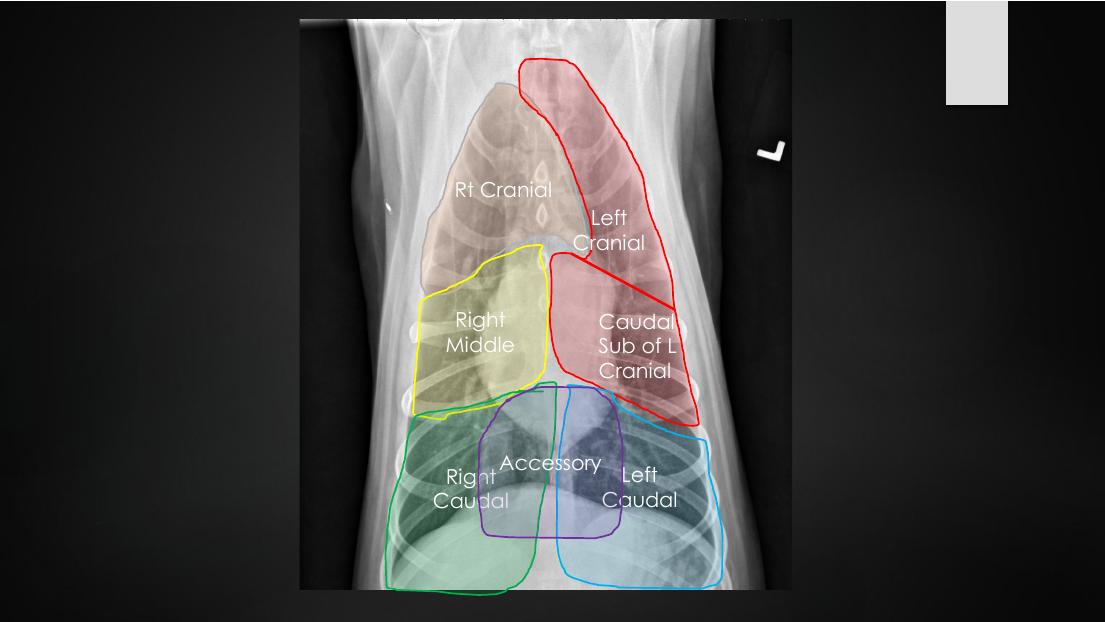 Rt Cranial
Left
Cranial
Right
Middle
Caudal
Sub of L
Cranial
Accessory
Right
Caudal
Left
Caudal
L